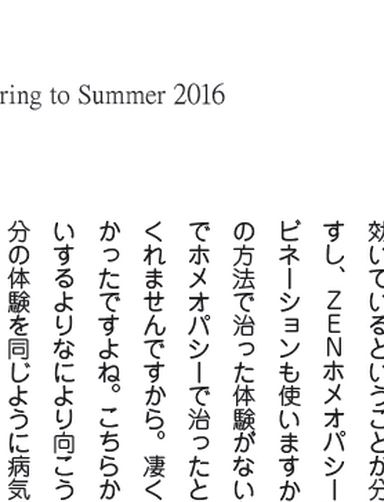 ring to Summer 2016
効いているということが分
すし、ZENホメオパシー
ビネーションも使いますか
の方法で治った体験がない
でホメオパシーで治ったと
くれませんですから。凄く
かったですよね。こちらか
いするよりなにより向こう
分の体験を同じように病気